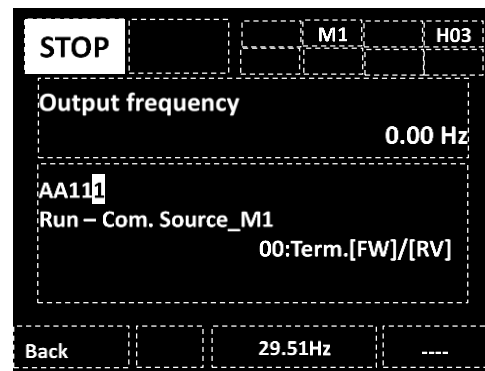 STOP M1 H03
Output frequency
0.00 Hz
AA111
Run – Com. Source_M1
00:Term.[FW]/[RV]
Back 29.51Hz ----